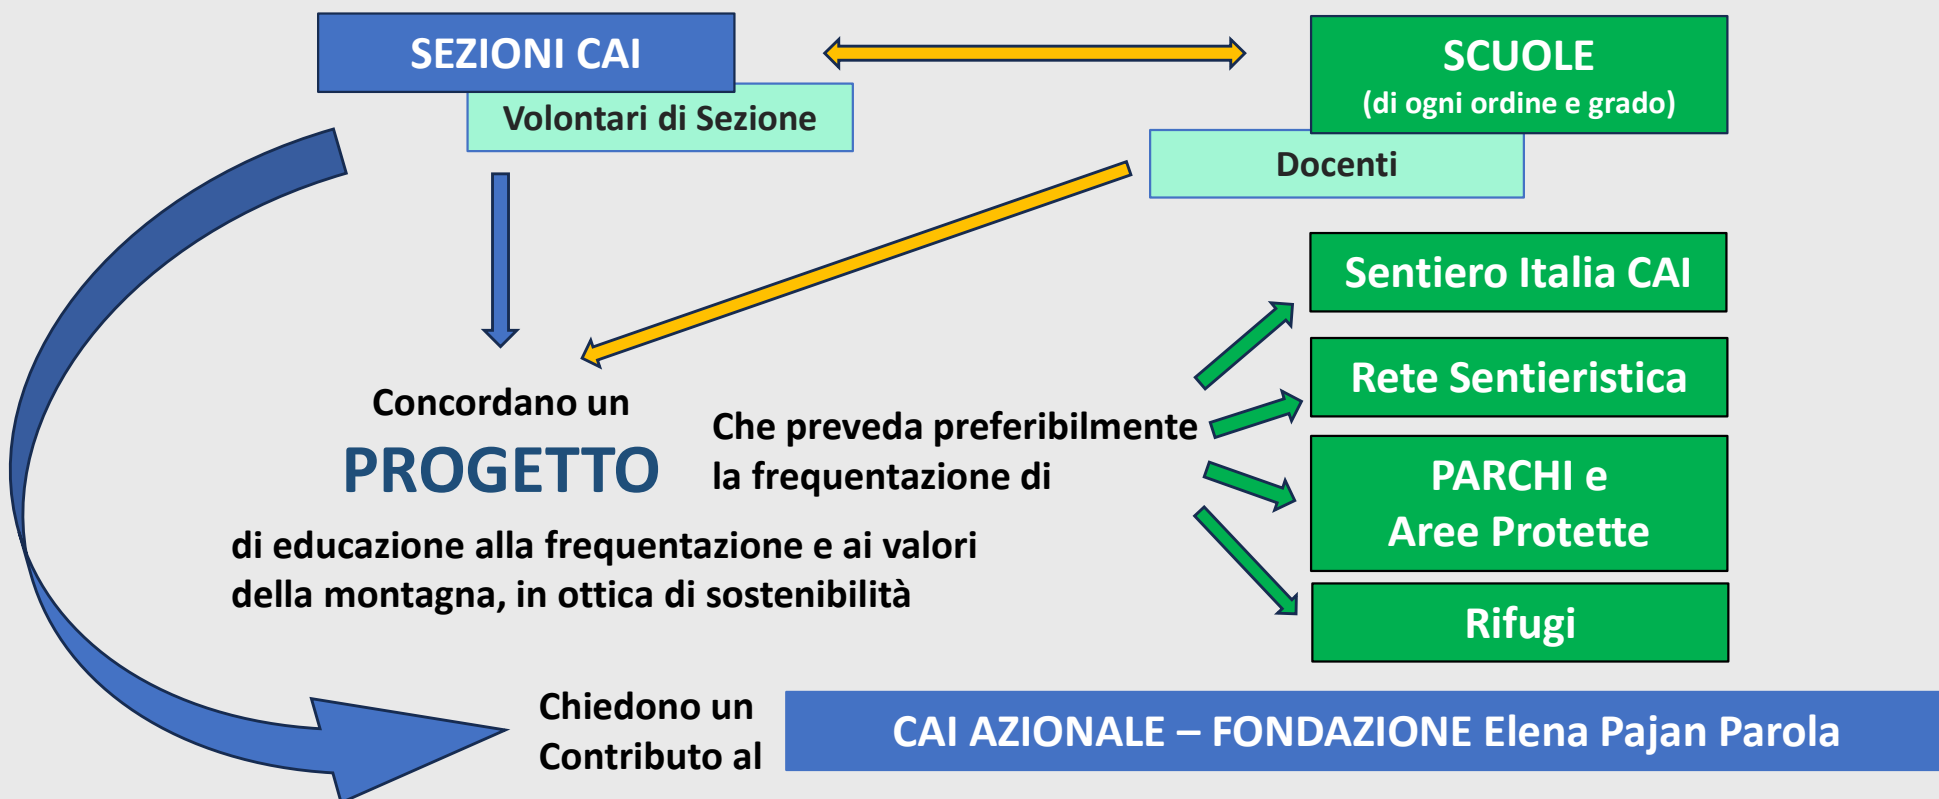 SEZIONI CAI
Volontari di Sezione
SCUOLE
(di ogni ordine e grado)
Docenti
Concordano un
PROGETTO
di educazione alla frequentazione e ai valori
della montagna, in ottica di sostenibilità
Che preveda preferibilmente
la frequentazione di
Sentiero Italia CAI
Rete Sentieristica
PARCHI e
Aree Protette
Rifugi
Chiedono un
Contributo al
CAI AZIONALE – FONDAZIONE Elena Pajan Parola